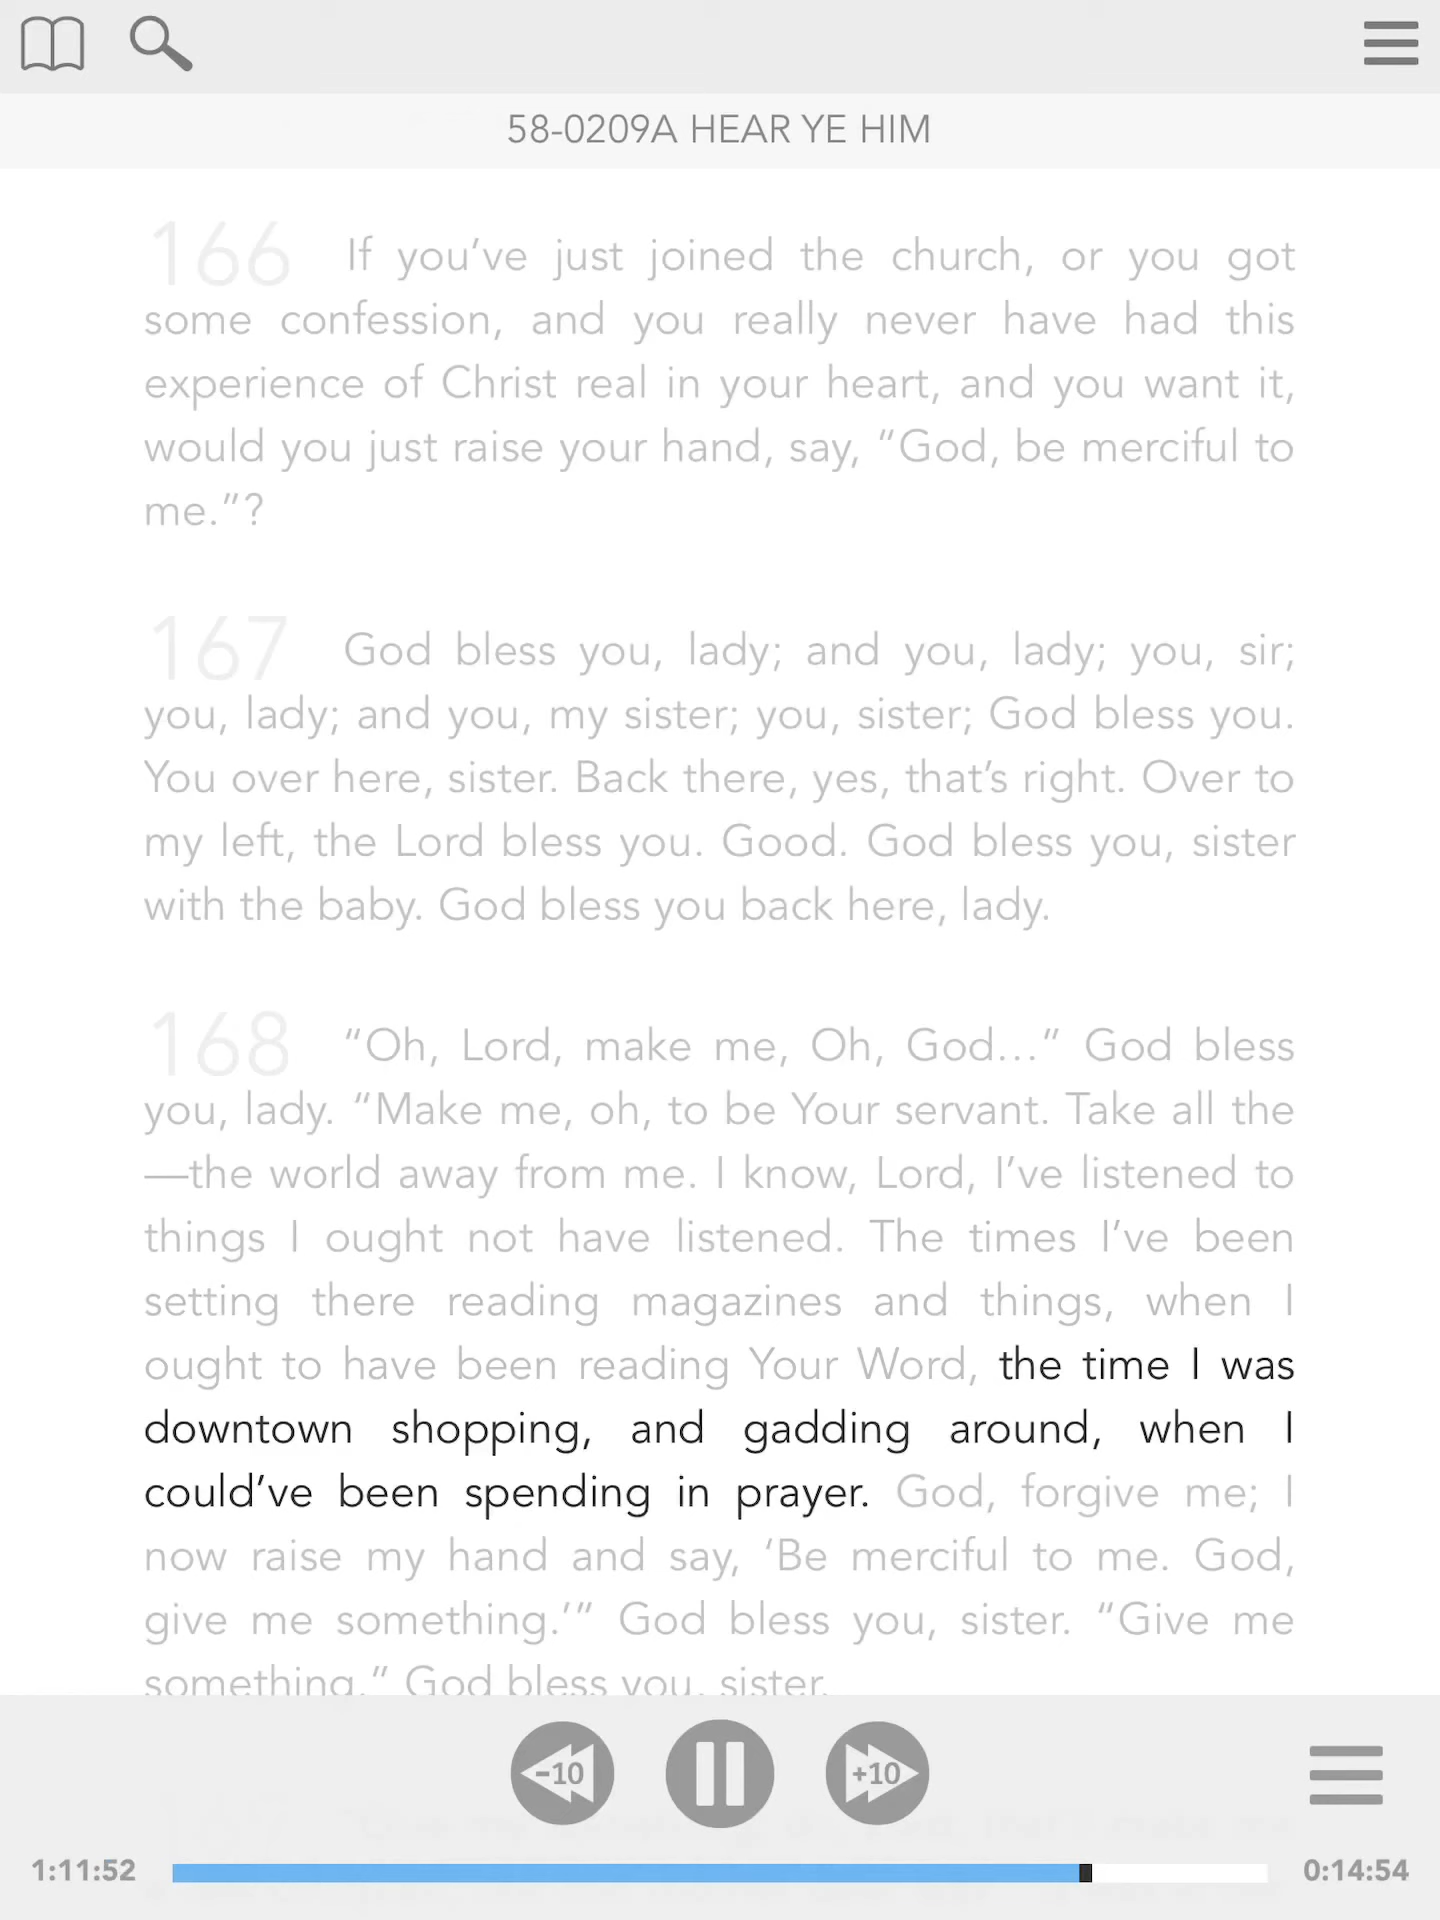 58-0209A HEAR YE HIM
166 If you’ve just joined the church, or you got
some confession, and you really never have had this
experience of Christ real in your heart, and you want it,
would you just raise your hand, say, “God, be merciful to
me.”?
167 God bless you, lady; and you, lady; you, sir;
you, lady; and you, my sister; you, sister; God bless you.
You over here, sister. Back there, yes, that’s right. Over to
my left, the Lord bless you. Good. God bless you, sister
with the baby. God bless you back here, lady.
168 “Oh, Lord, make me, Oh, God…” God bless
you, lady. “Make me, oh, to be Your servant. Take all the
—the world away from me. I know, Lord, I’ve listened to
things I ought not have listened. The times I’ve been
setting there reading magazines and things, when I
ought to have been reading Your Word, the time I was
downtown shopping, and gadding around, when I
could’ve been spending in prayer. God, forgive me; I
now raise my hand and say, ‘Be merciful to me. God,
give me something.’” God bless you, sister. “Give me
something.” God bless you, sister.
-10 +10
1:11:52 0:14:54